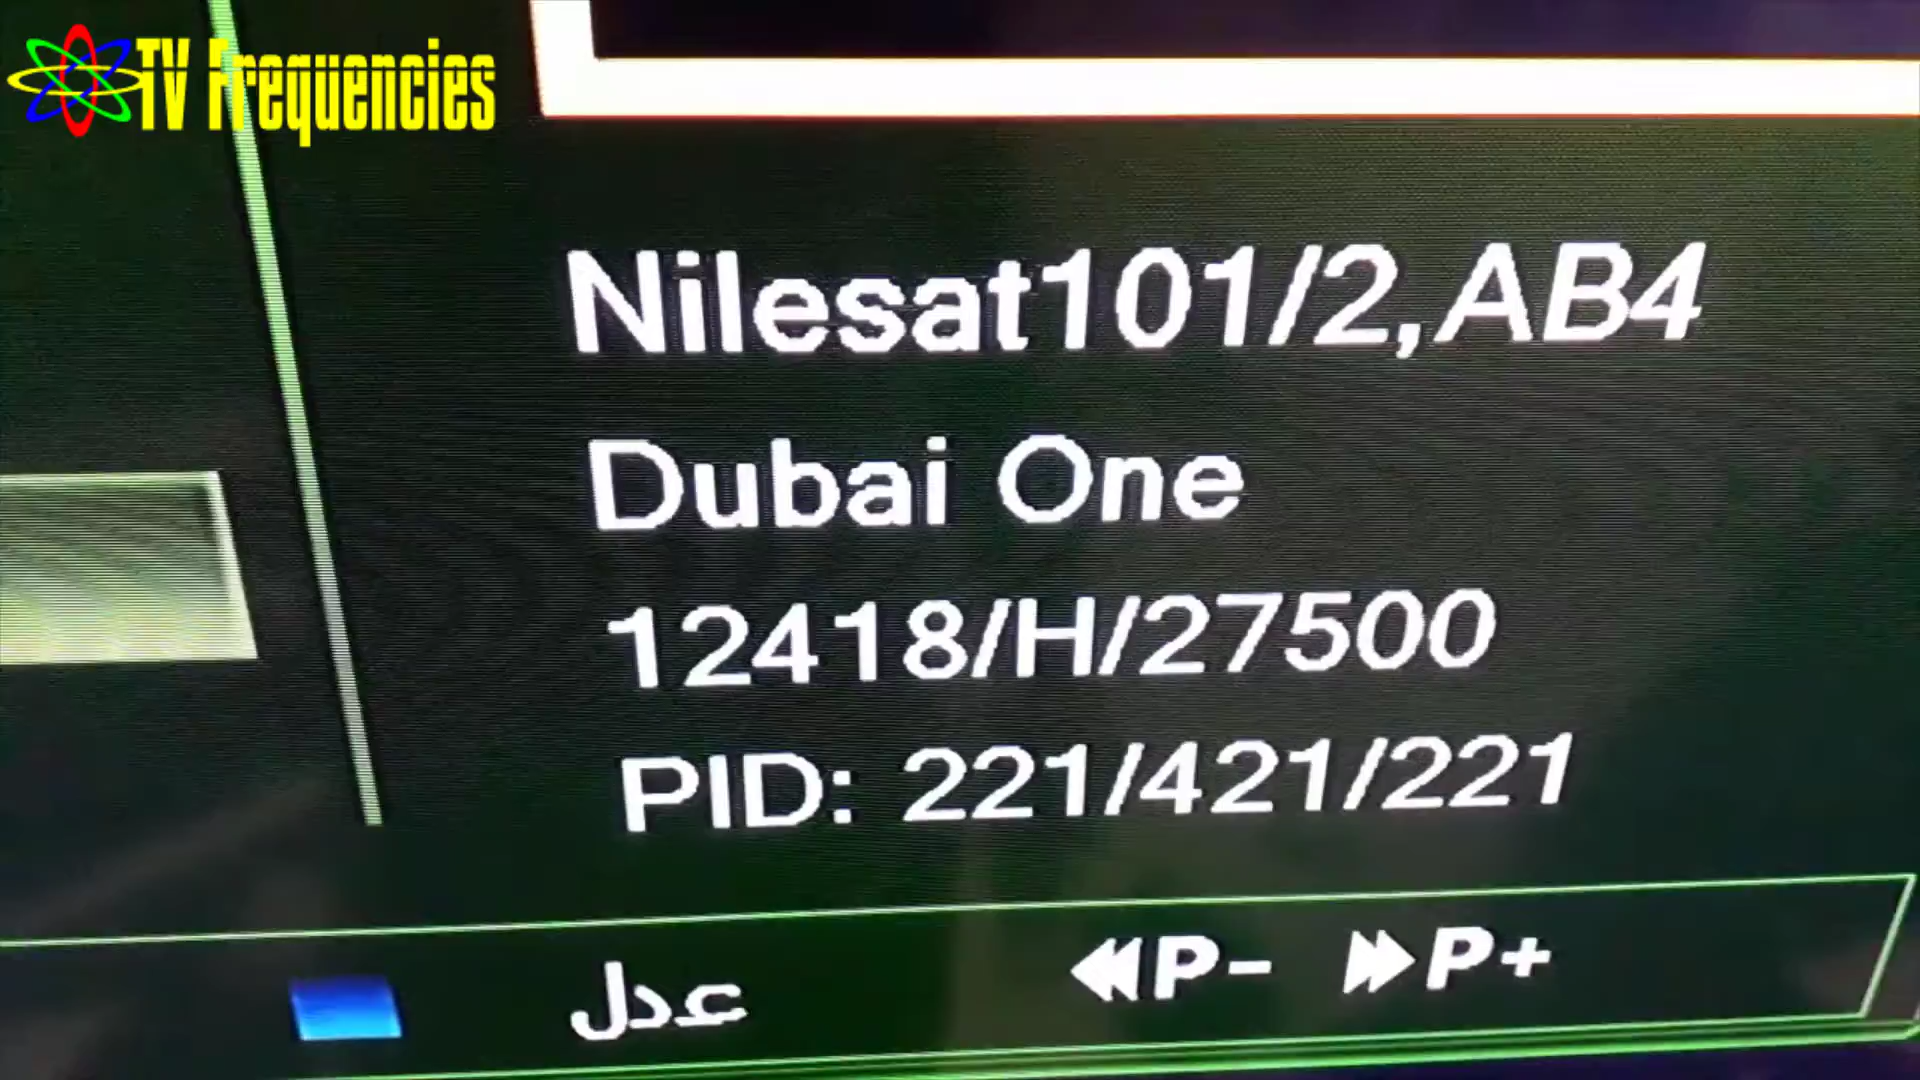 TV Frequencies
Nilesat101/2,AB4
Dubai One
12418/H/27500
PID: 221/421/221
عدل P- P+